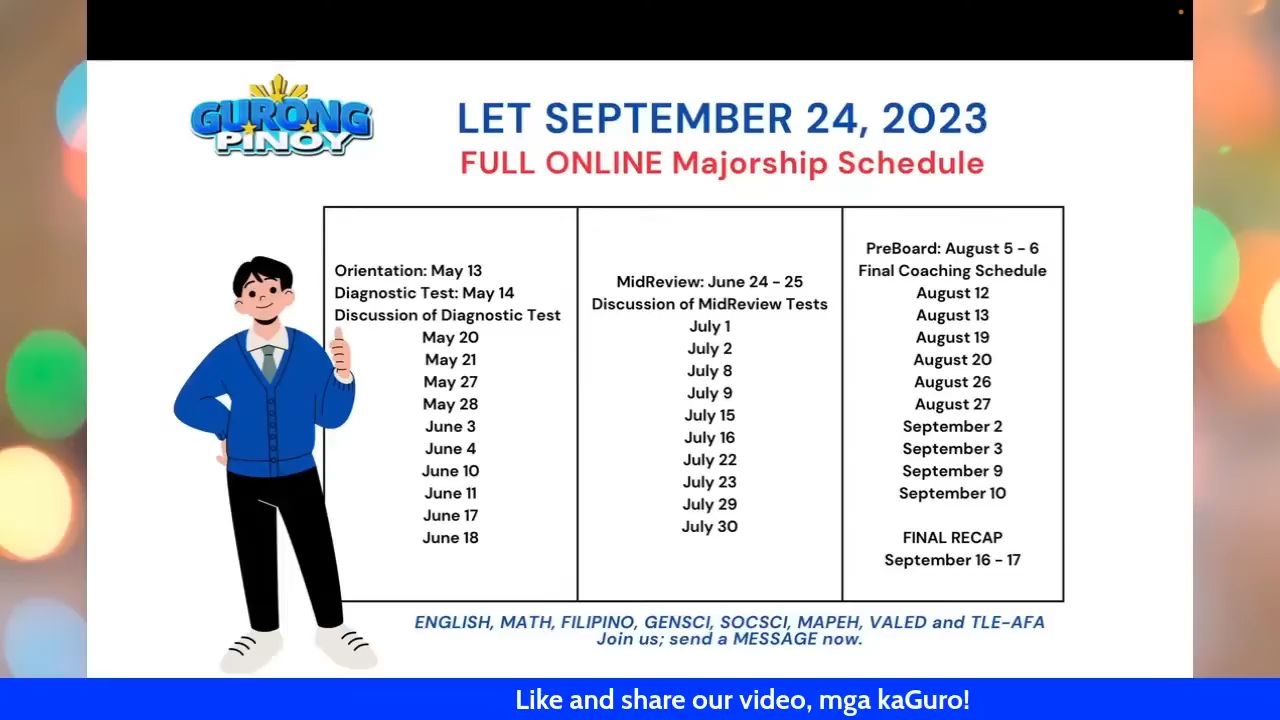 GURONG
PINOY
LET SEPTEMBER 24, 2023
FULL ONLINE Majorship Schedule
Orientation: May 13
Diagnostic Test: May 14
Discussion of Diagnostic Test
May 20
May 21
May 27
May 28
June 3
June 4
June 10
June 11
June 17
June 18
MidReview: June 24 - 25
Discussion of MidReview Tests
July 1
July 2
July 8
July 9
July 15
July 16
July 22
July 23
July 29
July 30
PreBoard: August 5 - 6
Final Coaching Schedule
August 12
August 13
August 19
August 20
August 26
August 27
September 2
September 3
September 9
September 10
FINAL RECAP
September 16 - 17
ENGLISH, MATH, FILIPINO, GENSCI, SOCSCI, MAPEH, VALED and TLE-AFA
Join us; send a MESSAGE now.
Like and share our video, mga kaGuro!